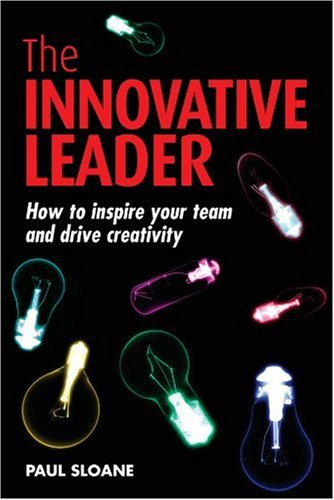 The
INNOVATIVE
LEADER
How to inspire your team
and drive creativity
PAUL SLOANE